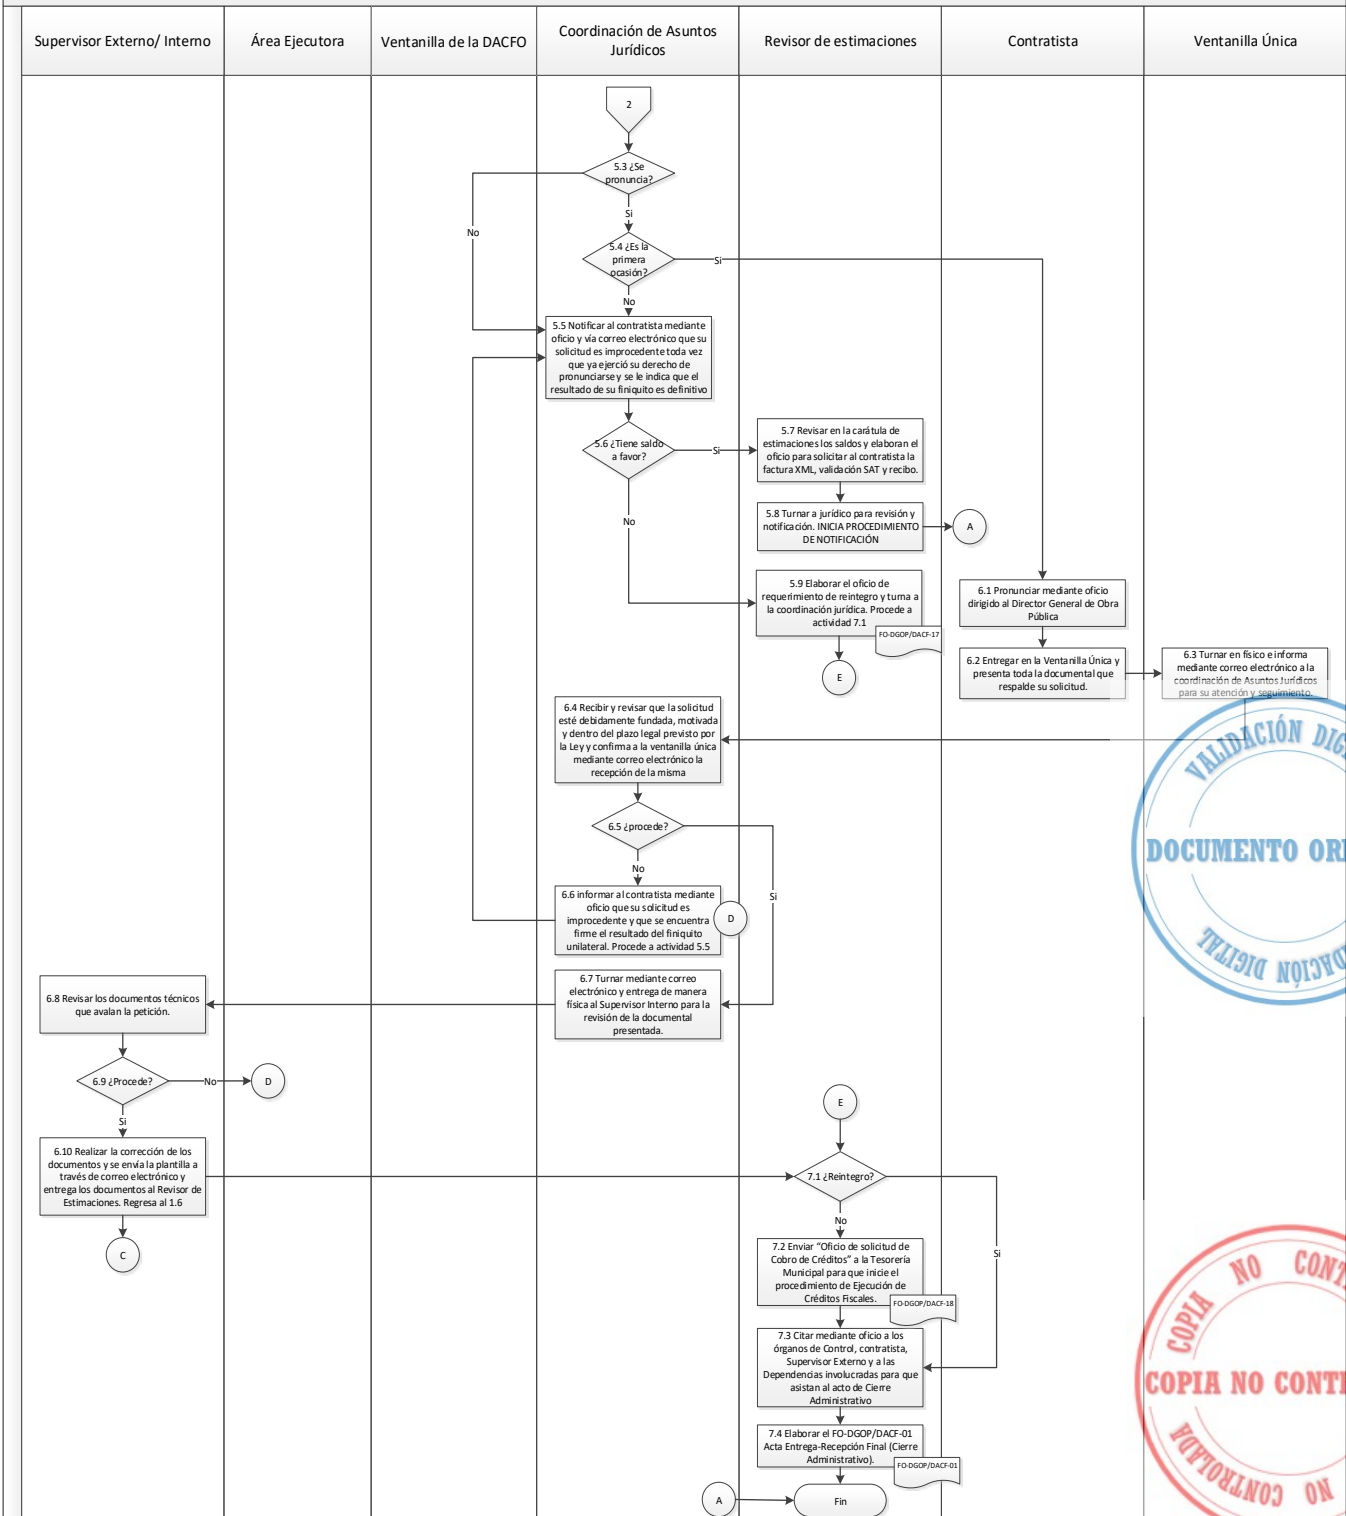 Supervisor Externo/ Interno
Área Ejecutora
Ventanilla de la DACFO
Coordinación de Asuntos
Jurídicos
Revisor de estimaciones
Contratista
Ventanilla Única
2
5.3 ¿Se
pronuncia?
Si
No
5.4 ¿Es la
primera
ocasión?
Si
No
5.5 Notificar al contratista mediante
oficio y vía correo electrónico que su
solicitud es improcedente toda vez
que ya ejerció su derecho de
pronunciarse y se le indica que el
resultado de su finiquito es definitivo
5.6 ¿Tiene saldo
a favor?
Si
No
5.7 Revisar en la carátula de
estimaciones los saldos y elaboran el
oficio para solicitar al contratista la
factura XML, validación SAT y recibo.
5.8 Turnar a jurídico para revisión y
notificación. INICIA PROCEDIMIENTO
DE NOTIFICACIÓN
A
5.9 Elaborar el oficio de
requerimiento de reintegro y turna a
la coordinación jurídica. Procede a
actividad 7.1
FO-DGOP/DACF-17
E
6.1 Pronunciar mediante oficio
dirigido al Director General de Obra
Pública
6.2 Entregar en la Ventanilla Única y
presenta toda la documental que
respalde su solicitud.
6.3 Turnar en físico e informa
mediante correo electrónico a la
coordinación de Asuntos Jurídicos
para su atención y seguimiento.
6.4 Recibir y revisar que la solicitud
esté debidamente fundada, motivada
y dentro del plazo legal previsto por
la Ley y confirma a la ventanilla única
mediante correo electrónico la
recepción de la misma
6.5 ¿procede?
No
Si
6.6 informar al contratista mediante
oficio que su solicitud es
improcedente y que se encuentra
firme el resultado del finiquito
unilateral. Procede a actividad 5.5
D
6.7 Turnar mediante correo
electrónico y entrega de manera
física al Supervisor Interno para la
revisión de la documental
presentada.
6.8 Revisar los documentos técnicos
que avalan la petición.
6.9 ¿Procede?
No
D
Si
6.10 Realizar la corrección de los
documentos y se envía la plantilla a
través de correo electrónico y
entrega los documentos al Revisor de
Estimaciones. Regresa al 1.6
C
E
7.1 ¿Reintegro?
No
Si
7.2 Enviar “Oficio de solicitud de
Cobro de Créditos” a la Tesorería
Municipal para que inicie el
procedimiento de Ejecución de
Créditos Fiscales.
FO-DGOP/DACF-18
7.3 Citar mediante oficio a los
órganos de Control, contratista,
Supervisor Externo y a las
Dependencias involucradas para que
asistan al acto de Cierre
Administrativo
7.4 Elaborar el FO-DGOP/DACF-01
Acta Entrega-Recepción Final (Cierre
Administrativo).
FO-DGOP/DACF-01
A
Fin
VALIDACIÓN DIG
DOCUMENTO ORI
DACIÓN DIGITAL
COPIA NO CONT
COPIA NO CONT
NO CONTROLADA